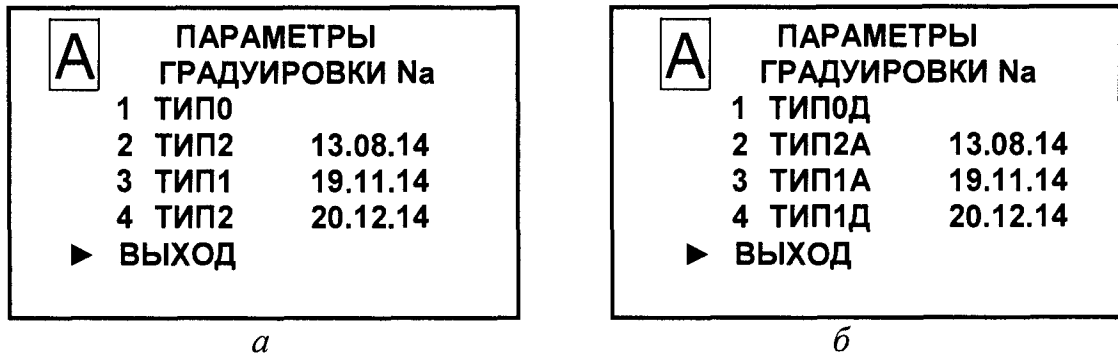 А ПАРАМЕТРЫ
ГРАДУИРОВКИ Na
1 ТИП0
2 ТИП2 13.08.14
3 ТИП1 19.11.14
4 ТИП2 20.12.14
► ВЫХОД
а
А ПАРАМЕТРЫ
ГРАДУИРОВКИ Na
1 ТИП0Д
2 ТИП2А 13.08.14
3 ТИП1А 19.11.14
4 ТИП1Д 20.12.14
► ВЫХОД
б